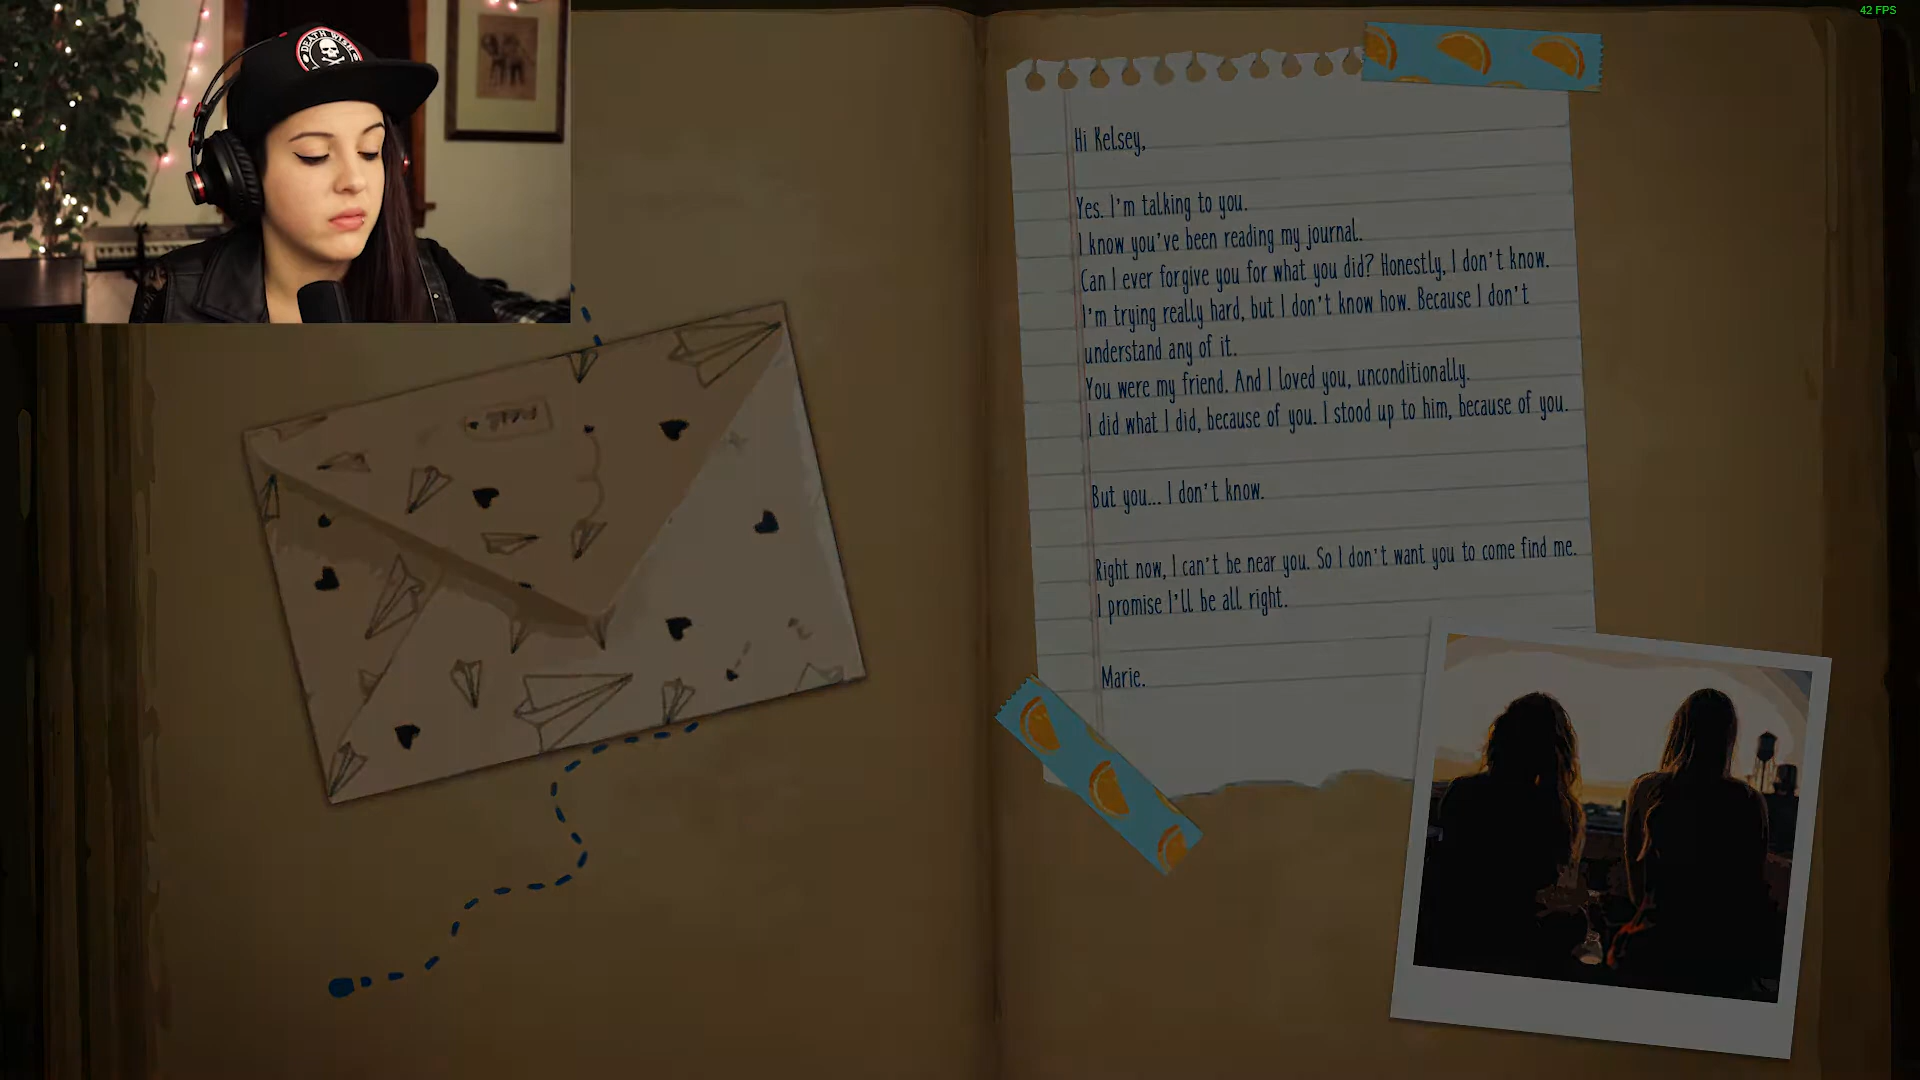 42 FPS
DEATH WISH
Hi Kelsey,
Yes. I'm talking to you.
I know you've been reading my journal.
Can I ever forgive you for what you did? Honestly, I don't know.
I'm trying really hard, but I don't know how. Because I don't
understand any of it.
You were my friend. And I loved you, unconditionally.
I did what I did, because of you. I stood up to him, because of you.
But you... I don't know.
Right now, I can't be near you. So I don't want you to come find me.
I promise I'll be all right.
Marie.